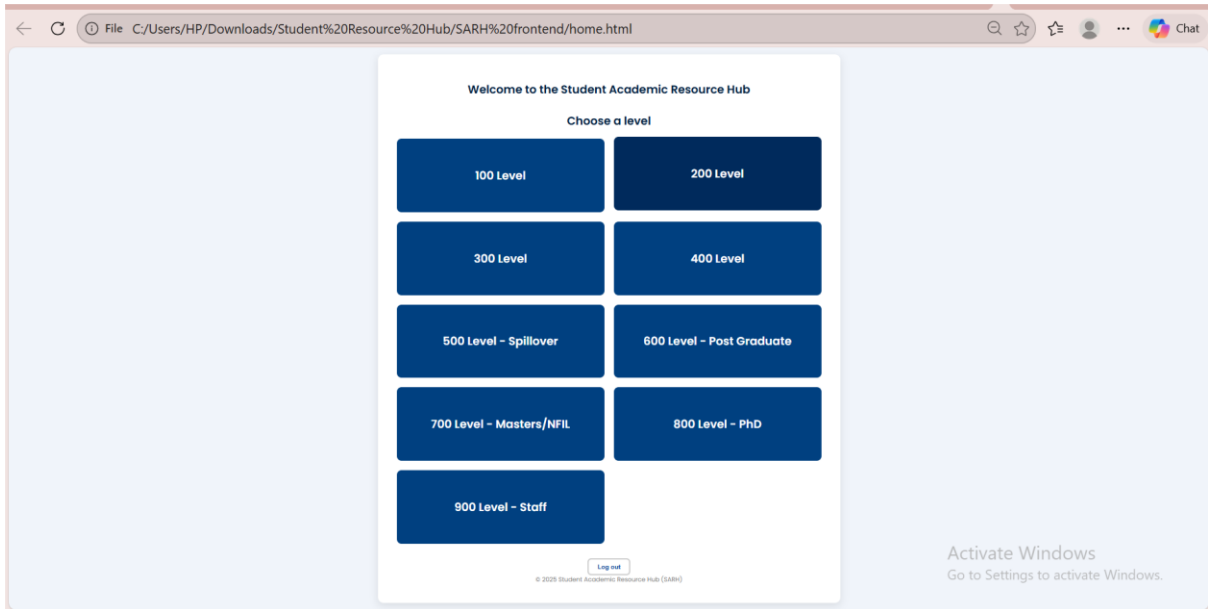 File C:/Users/HP/Downloads/Student%20Resource%20Hub/SARH%20frontend/home.html
Chat
Welcome to the Student Academic Resource Hub
Choose a level
100 Level
200 Level
300 Level
400 Level
500 Level - Spillover
600 Level - Post Graduate
700 Level - Masters/NFIL
800 Level - PhD
900 Level - Staff
Log out
© 2025 Student Academic Resource Hub (SARH)
Activate Windows
Go to Settings to activate Windows.